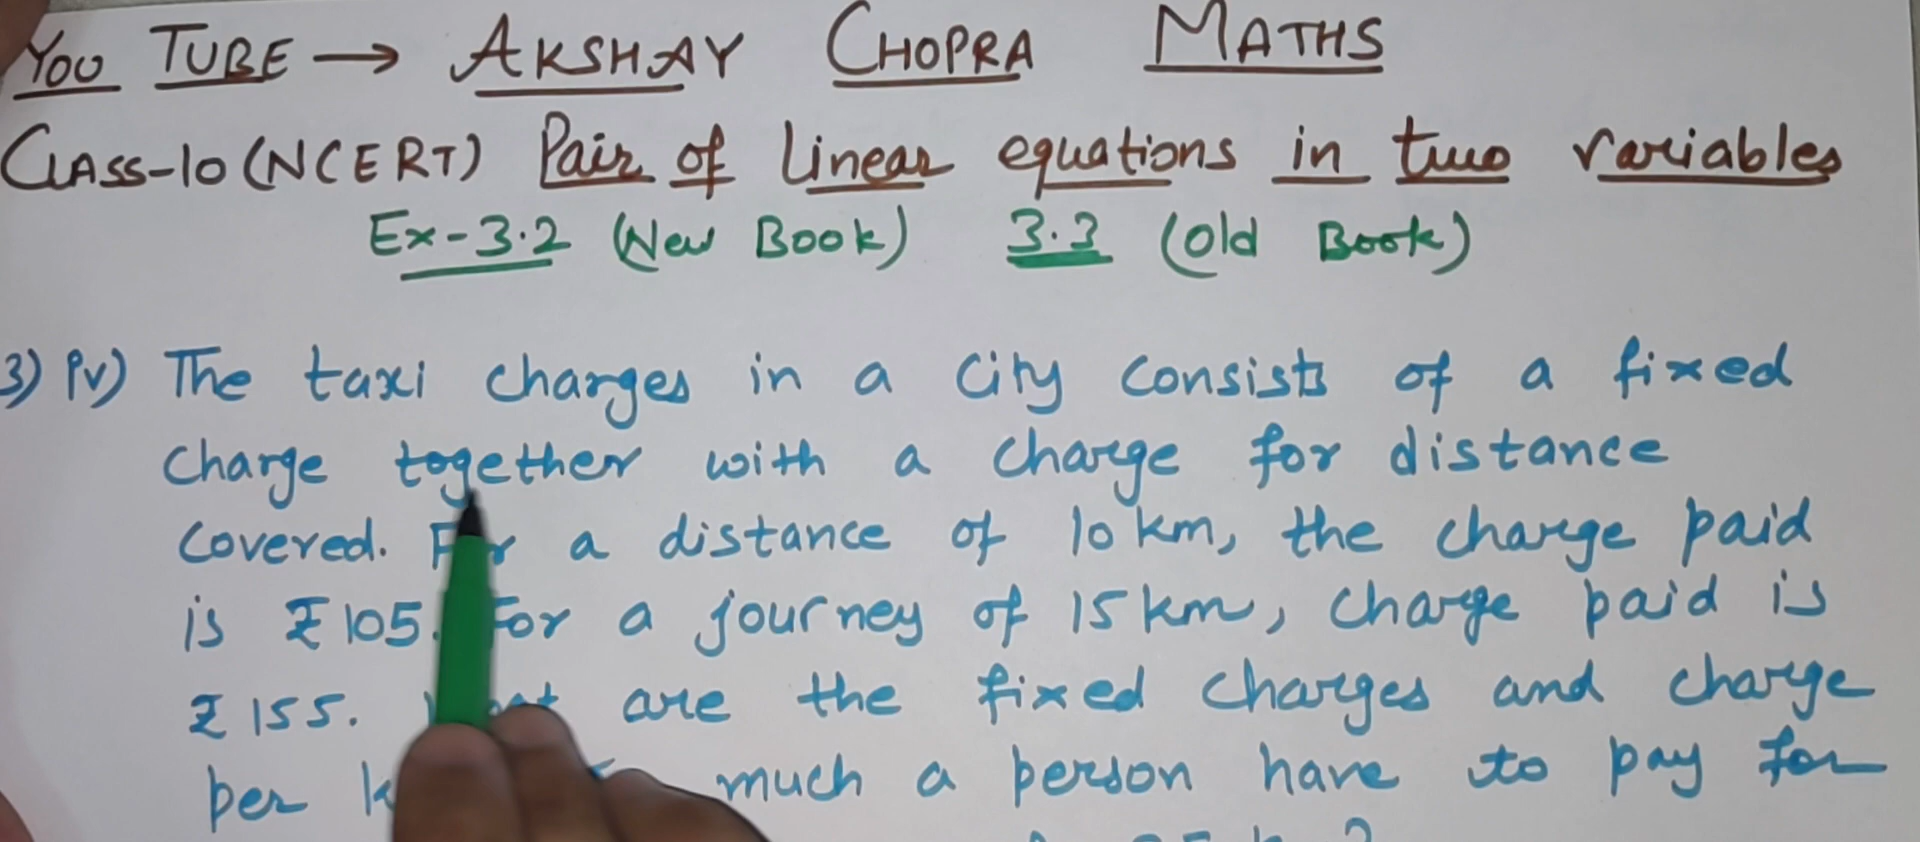 YOU TUBE → AKSHAY CHOPRA MATHS
CLASS-10 (NCERT) Pair of linear equations in two variables
Ex-3.2 (New Book) 3.3 (Old Book)
3) iv) The taxi charges in a city consists of a fixed
charge together with a charge for distance
covered. For a distance of 10 km, the charge paid
is ₹105. For a journey of 15 km, charge paid is
₹155. are the fixed charges and charge
per much a person have to pay for